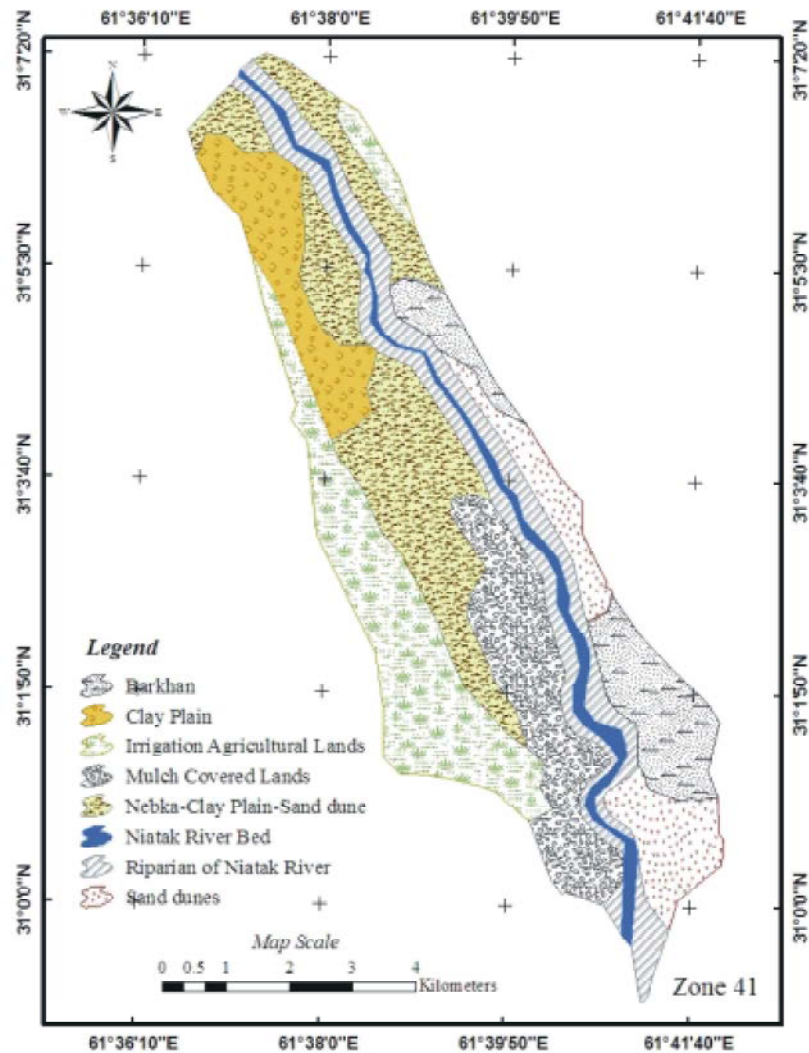 61°36'10"E 61°38'0"E 61°39'50"E 61°41'40"E
31°7'20"N 31°7'20"N
N
W E
S
31°5'30"N 31°5'30"N
31°3'40"N 31°3'40"N
31°1'50"N 31°1'50"N
31°0'0"N 31°0'0"N
Legend
Barkhan
Clay Plain
Irrigation Agricultural Lands
Mulch Covered Lands
Nebka-Clay Plain-Sand dune
Niatak River Bed
Riparian of Niatak River
Sand dunes
Map Scale
0 0.5 1 2 3 4
Kilometers
Zone 41
61°36'10"E 61°38'0"E 61°39'50"E 61°41'40"E